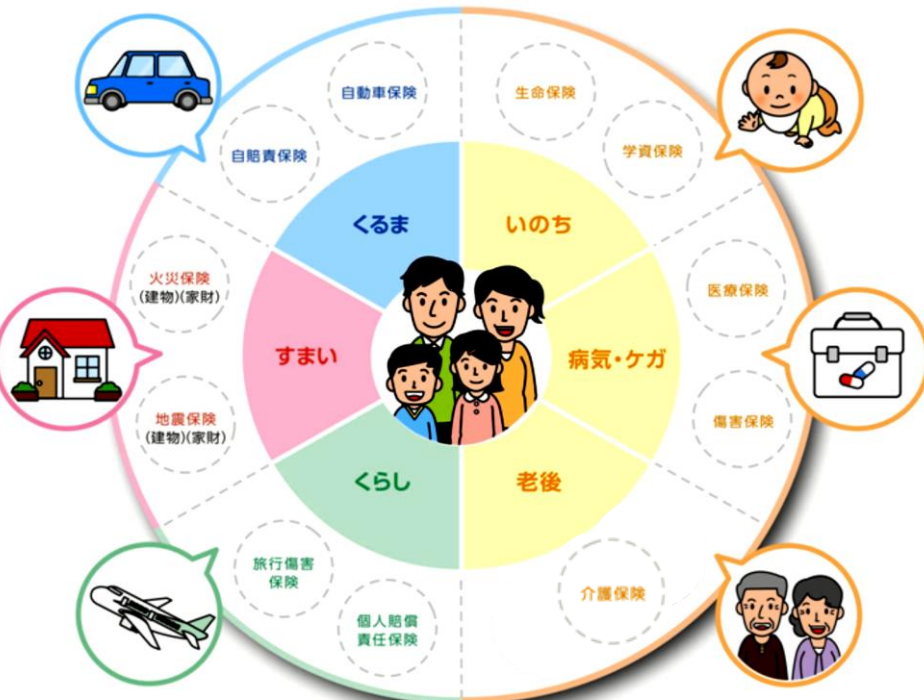 自動車保険
自賠責保険
生命保険
学資保険
くるま
いのち
火災保険
(建物)(家財)
医療保険
すまい
病気・ケガ
地震保険
(建物)(家財)
傷害保険
くらし
老後
旅行傷害
保険
個人賠償
責任保険
介護保険